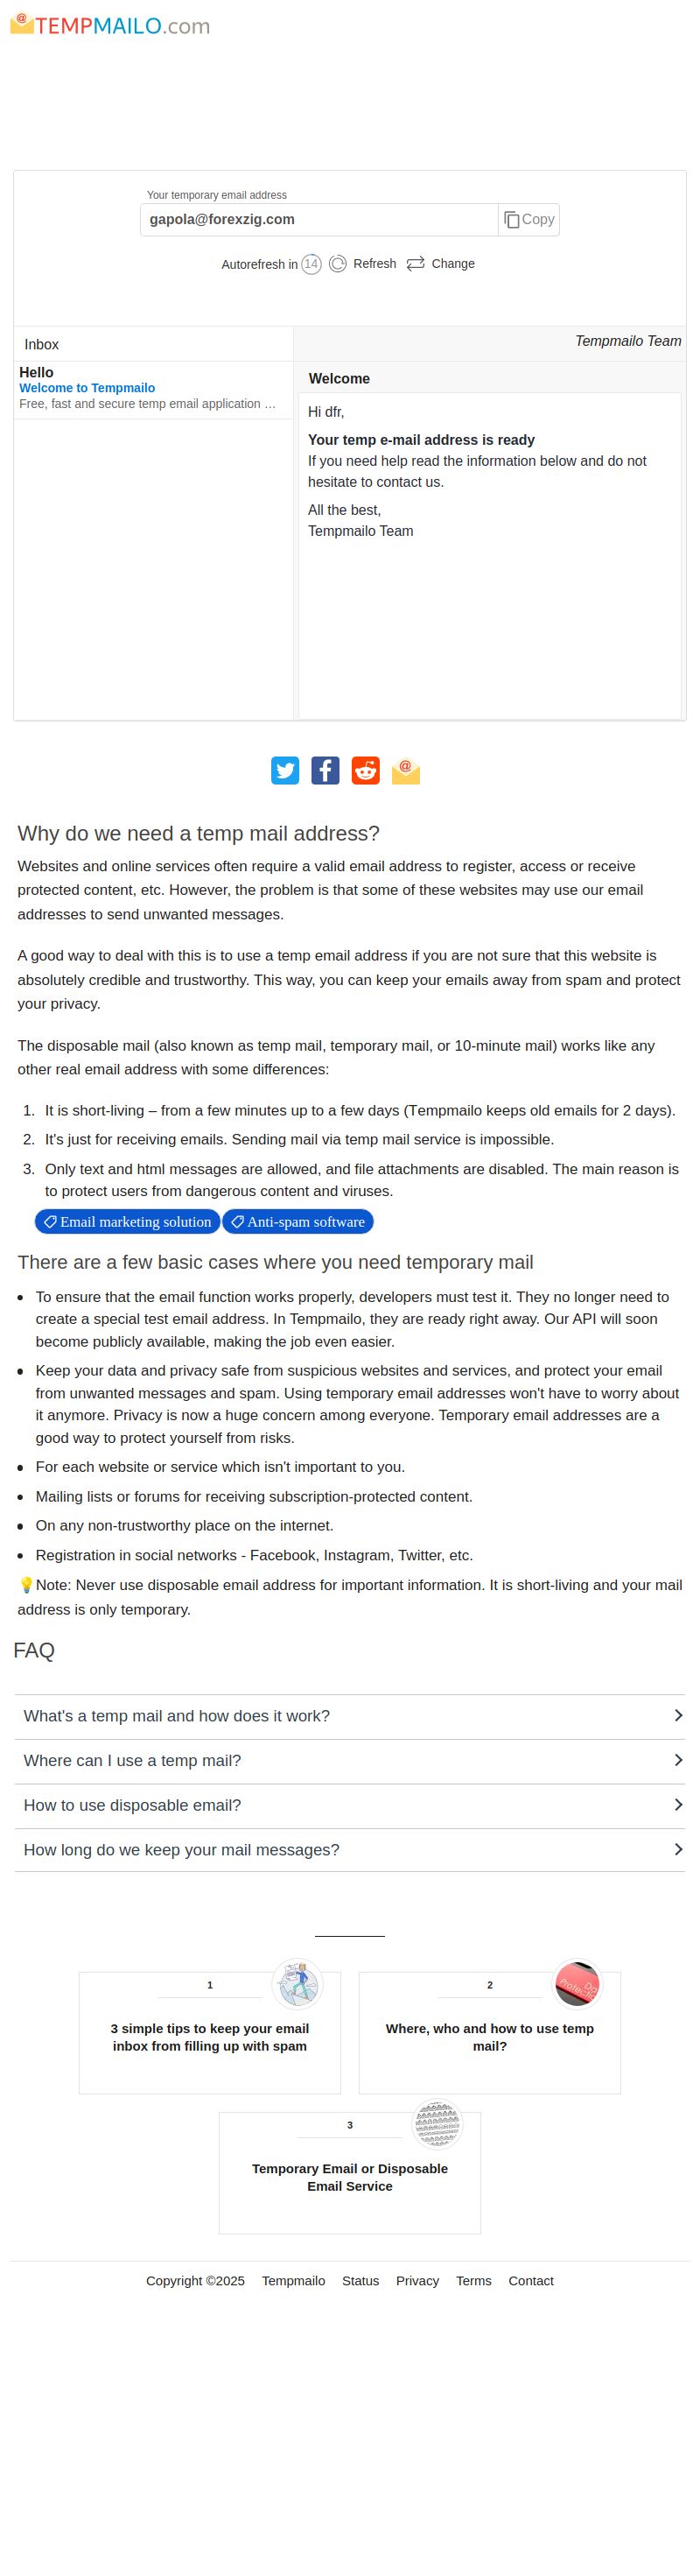 TEMPMAILO.com
Your temporary email address
gapola@forexzig.com
Copy
Autorefresh in 14 Refresh Change
Inbox
Tempmailo Team
Hello
Welcome to Tempmailo
Free, fast and secure temp email application …
Welcome
Hi dfr,
Your temp e-mail address is ready
If you need help read the information below and do not
hesitate to contact us.
All the best,
Tempmailo Team
Why do we need a temp mail address?
Websites and online services often require a valid email address to register, access or receive
protected content, etc. However, the problem is that some of these websites may use our email
addresses to send unwanted messages.
A good way to deal with this is to use a temp email address if you are not sure that this website is
absolutely credible and trustworthy. This way, you can keep your emails away from spam and protect
your privacy.
The disposable mail (also known as temp mail, temporary mail, or 10-minute mail) works like any
other real email address with some differences:
1. It is short-living – from a few minutes up to a few days (Tempmailo keeps old emails for 2 days).
2. It's just for receiving emails. Sending mail via temp mail service is impossible.
3. Only text and html messages are allowed, and file attachments are disabled. The main reason is
to protect users from dangerous content and viruses.
Email marketing solution Anti-spam software
There are a few basic cases where you need temporary mail
• To ensure that the email function works properly, developers must test it. They no longer need to
create a special test email address. In Tempmailo, they are ready right away. Our API will soon
become publicly available, making the job even easier.
• Keep your data and privacy safe from suspicious websites and services, and protect your email
from unwanted messages and spam. Using temporary email addresses won't have to worry about
it anymore. Privacy is now a huge concern among everyone. Temporary email addresses are a
good way to protect yourself from risks.
• For each website or service which isn't important to you.
• Mailing lists or forums for receiving subscription-protected content.
• On any non-trustworthy place on the internet.
• Registration in social networks - Facebook, Instagram, Twitter, etc.
💡Note: Never use disposable email address for important information. It is short-living and your mail
address is only temporary.
FAQ
What's a temp mail and how does it work?
Where can I use a temp mail?
How to use disposable email?
How long do we keep your mail messages?
1
3 simple tips to keep your email
inbox from filling up with spam
2
Where, who and how to use temp
mail?
3
Temporary Email or Disposable
Email Service
Copyright ©2025 Tempmailo Status Privacy Terms Contact